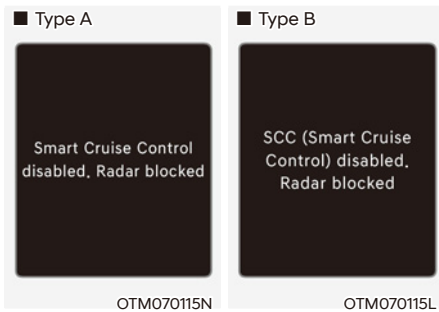 ■ Type A
Smart Cruise Control
disabled. Radar blocked
OTM070115N
■ Type B
SCC (Smart Cruise
Control) disabled.
Radar blocked
OTM070115L